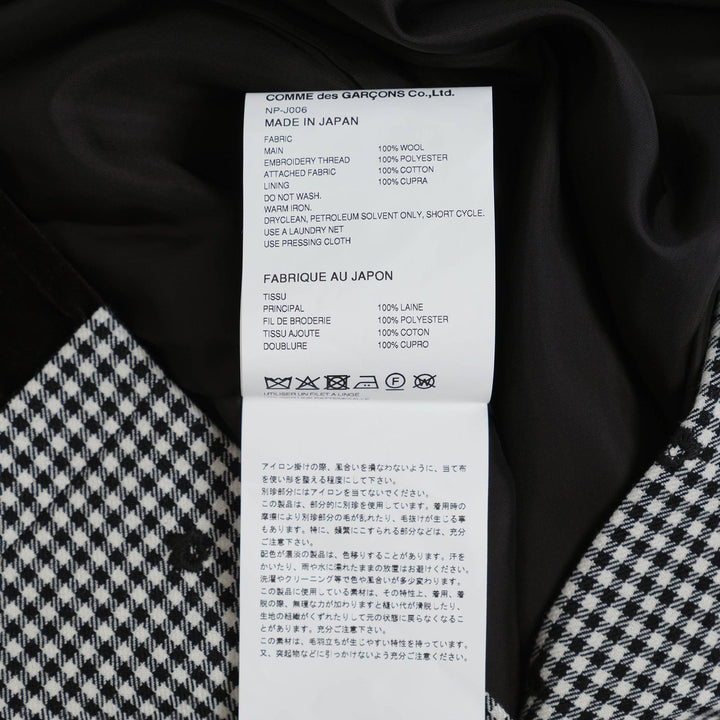 COMME des GARÇONS Co.,Ltd.
NP-J006
MADE IN JAPAN
FABRIC
MAIN 100% WOOL
EMBROIDERY THREAD 100% POLYESTER
ATTACHED FABRIC 100% COTTON
LINING 100% CUPRA
DO NOT WASH.
WARM IRON.
DRYCLEAN, PETROLEUM SOLVENT ONLY, SHORT CYCLE.
USE A LAUNDRY NET
USE PRESSING CLOTH
FABRIQUE AU JAPON
TISSU
PRINCIPAL 100% LAINE
FIL DE BRODERIE 100% POLYESTER
TISSU AJOUTE 100% COTON
DOUBLURE 100% CUPRO
F
W
UTILISER UN FILET A LINGE
アイロン掛けの際、風合いを損なわないように、当て布
を使い形を整える程度にして下さい。
別珍部分にはアイロンを当てないでください。
この製品は、部分的に別珍を使用しています。着用時の
摩擦により別珍部分の毛が乱れたり、毛抜けが生じる事
もあります。特に、頻繁にこすられる部分などは、充分
ご注意下さい。
配色が濃淡の製品は、色移りすることがあります。汗をか
いたり、雨や水に濡れたままの放置はお避けください。
洗濯やクリーニング等で色や風合いが多少変わります。
この製品に使用している素材は、その特性上、着用、着
脱の際、無理な力が加わりますと縫い代が滑脱したり、
生地の組織がくずれたりして元の状態に戻らなくなるこ
とがあります。充分ご注意下さい。
この素材は、毛羽立ちが生じやすい特性を持っています。
又、突起物などに引っかけないよう充分ご注意ください。